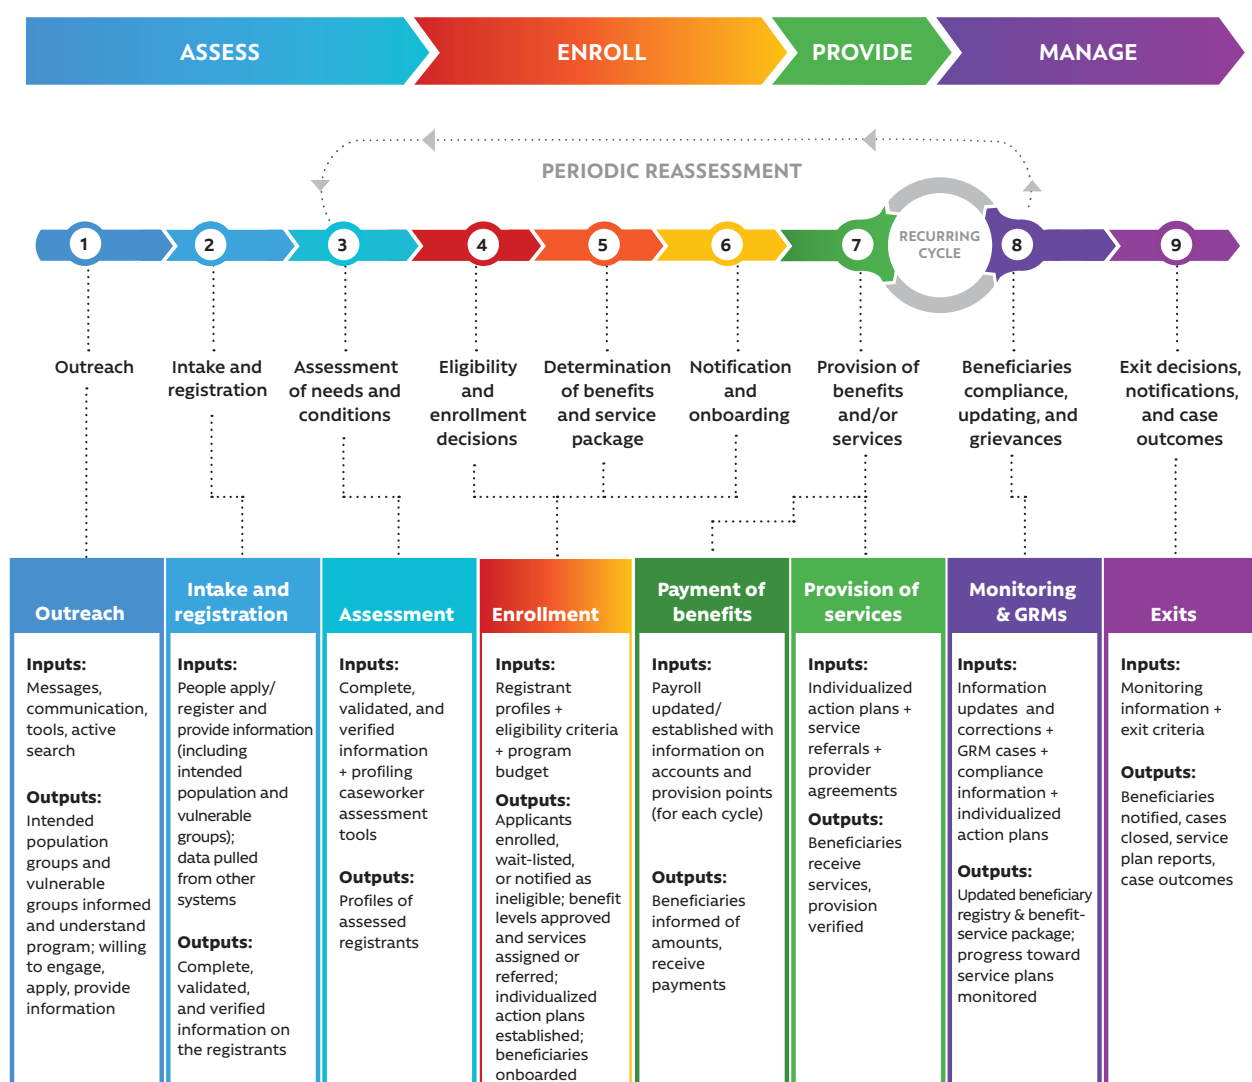 ASSESS
ENROLL
PROVIDE
MANAGE
PERIODIC REASSESSMENT
1
2
3
4
5
6
7
RECURRING
CYCLE
8
9
Outreach
Intake and
registration
Assessment
of needs and
conditions
Eligibility
and
enrollment
decisions
Determination
of benefits
and service
package
Notification
and
onboarding
Provision of
benefits
and/or
services
Beneficiaries
compliance,
updating, and
grievances
Exit decisions,
notifications,
and case
outcomes
Outreach
Inputs:
Messages,
communication,
tools, active
search
Outputs:
Intended
population
groups and
vulnerable
groups informed
and understand
program; willing
to engage,
apply, provide
information
Intake and
registration
Inputs:
People apply/
register and
provide information
(including
intended
population and
vulnerable
groups);
data pulled
from other
systems
Outputs:
Complete,
validated,
and verified
information on
the registrants
Assessment
Inputs:
Complete,
validated, and
verified
information
+ profiling
caseworker
assessment
tools
Outputs:
Profiles of
assessed
registrants
Enrollment
Inputs:
Registrant
profiles +
eligibility criteria
+ program
budget
Outputs:
Applicants
enrolled,
wait-listed,
or notified as
ineligible; benefit
levels approved
and services
assigned or
referred;
individualized
action plans
established;
beneficiaries
onboarded
Payment of
benefits
Inputs:
Payroll
updated/
established with
information on
accounts and
provision points
(for each cycle)
Outputs:
Beneficiaries
informed of
amounts,
receive
payments
Provision of
services
Inputs:
Individualized
action plans +
service
referrals +
provider
agreements
Outputs:
Beneficiaries
receive
services,
provision
verified
Monitoring
& GRMs
Inputs:
Information
updates and
corrections +
GRM cases +
compliance
information +
individualized
action plans
Outputs:
Updated beneficiary
registry & benefit-
service package;
progress toward
service plans
monitored
Exits
Inputs:
Monitoring
information +
exit criteria
Outputs:
Beneficiaries
notified, cases
closed, service
plan reports,
case outcomes